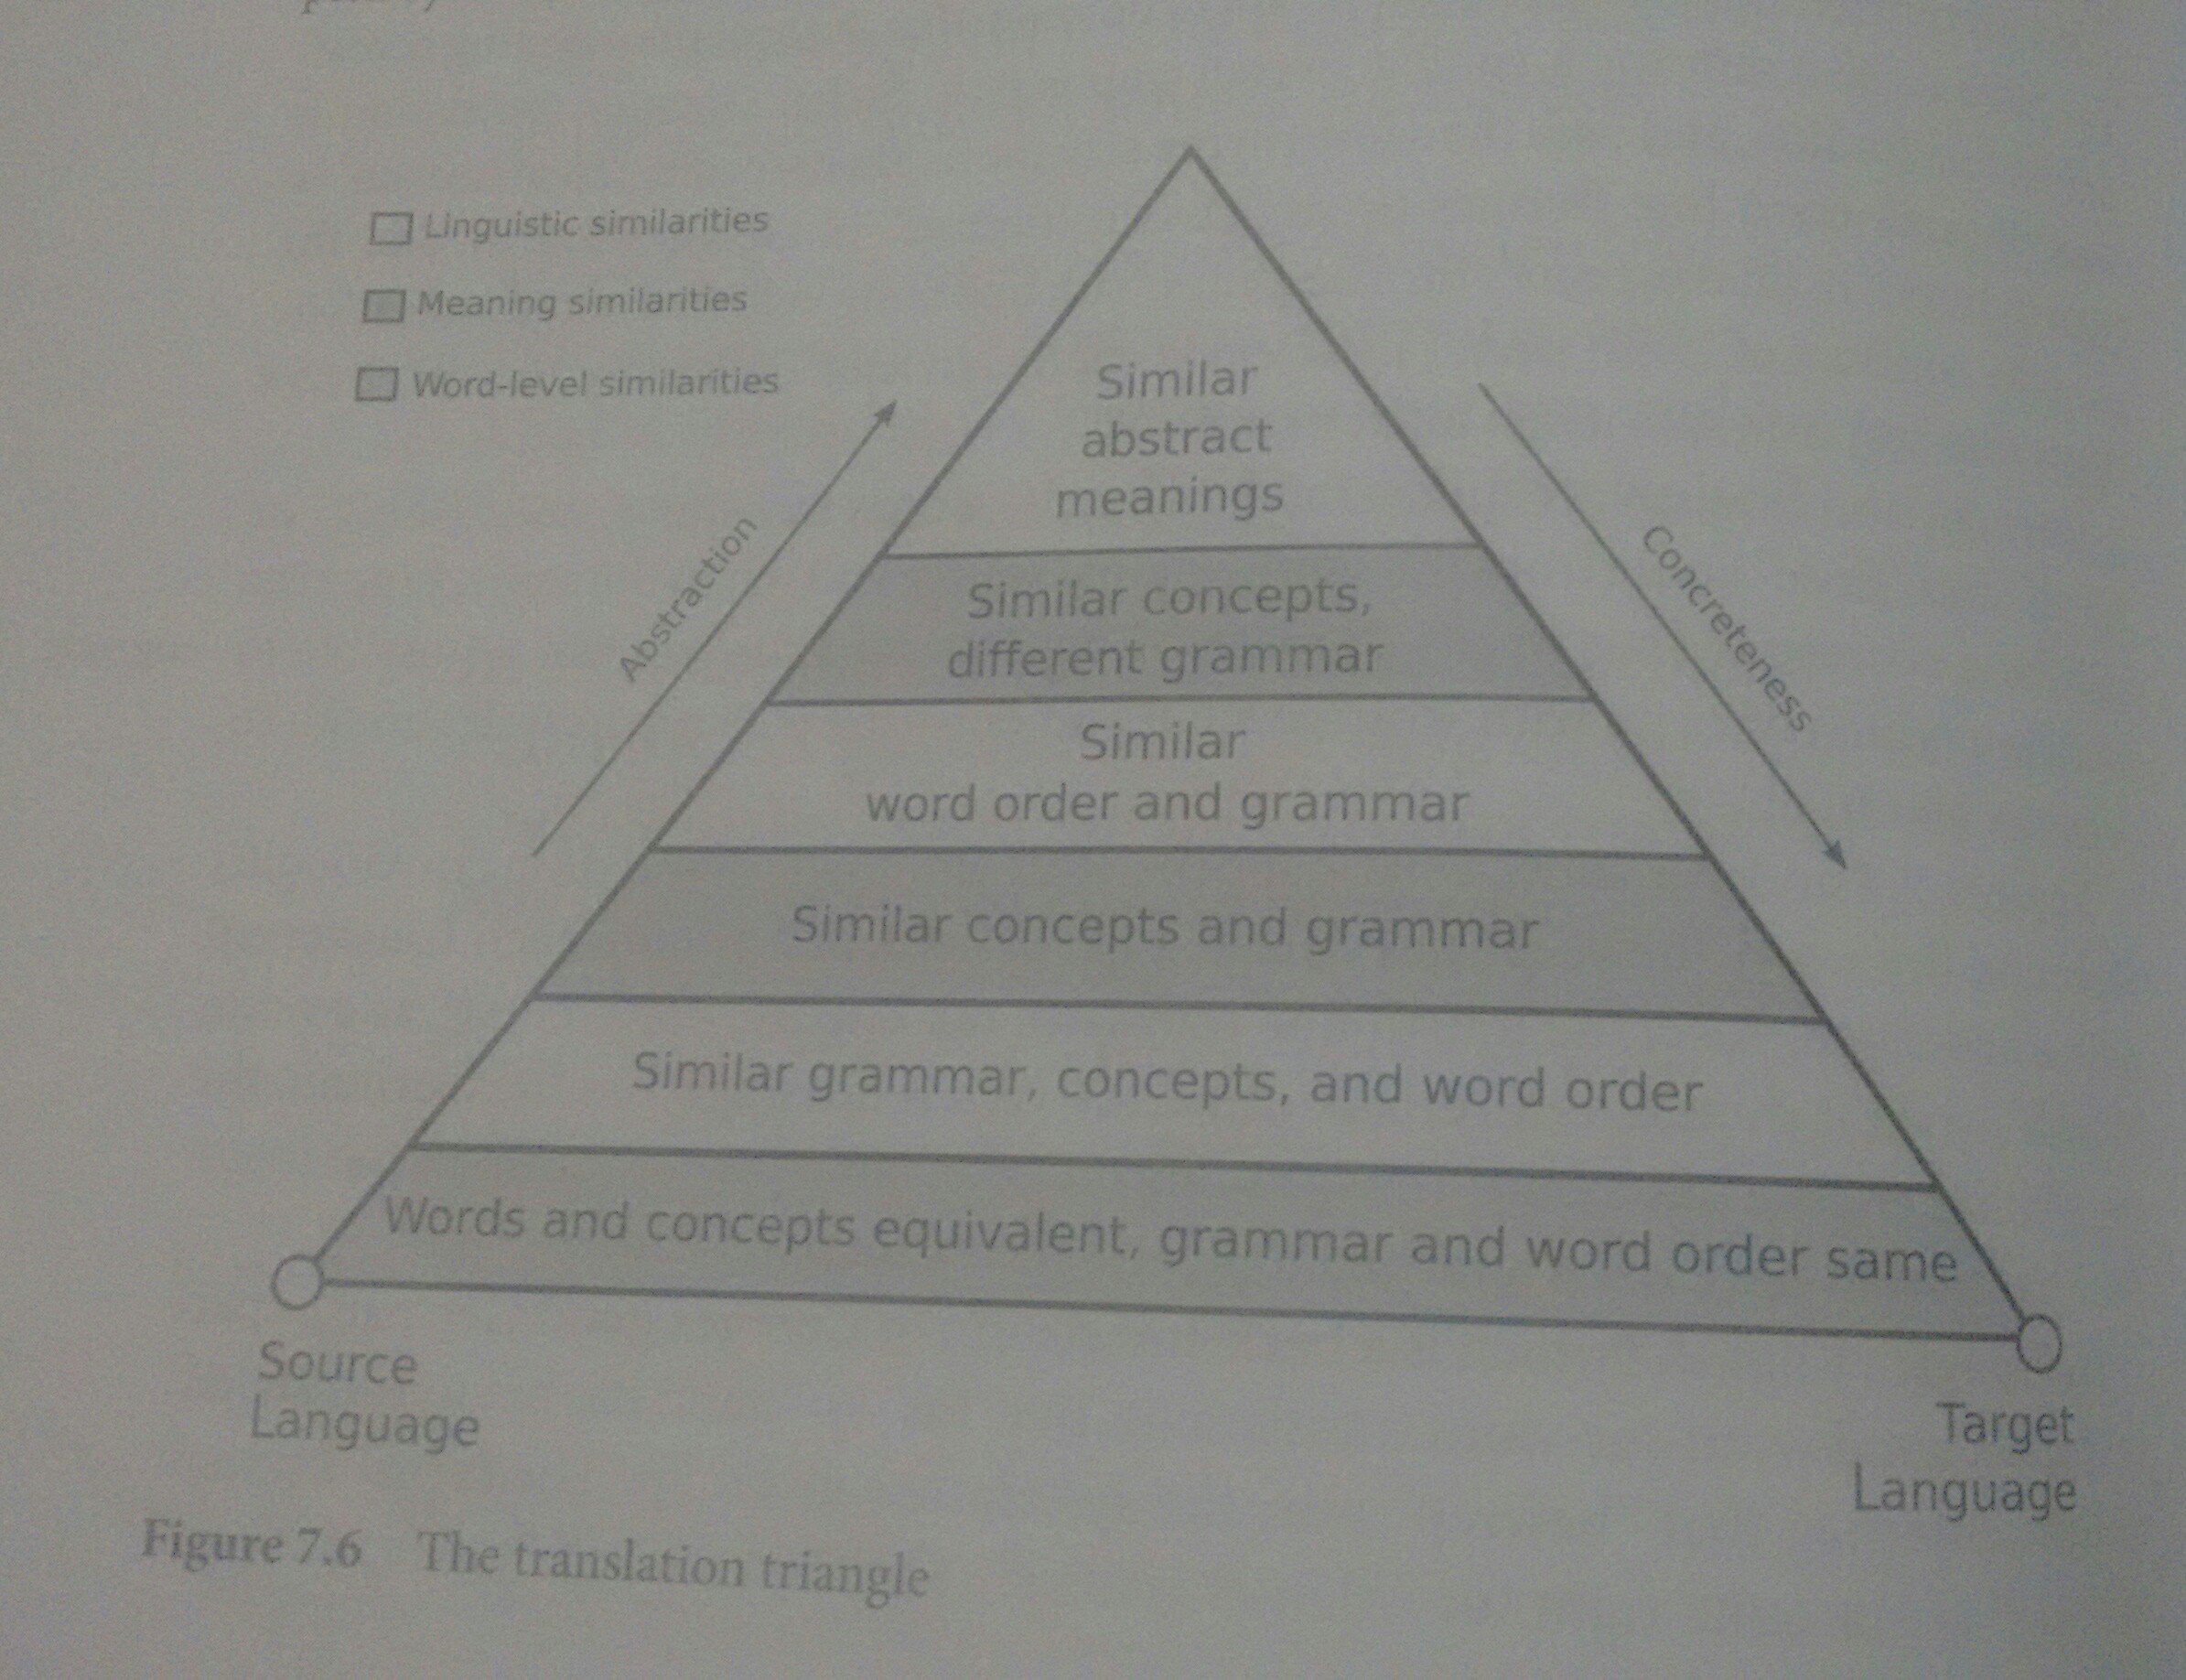 Linguistic similarities
Meaning similarities
Word-level similarities
Abstraction
Concreteness
Similar
abstract
meanings
Similar concepts,
different grammar
Similar
word order and grammar
Similar concepts and grammar
Similar grammar, concepts, and word order
Words and concepts equivalent, grammar and word order same
Source
Language
Target
Language
Figure 7.6 The translation triangle